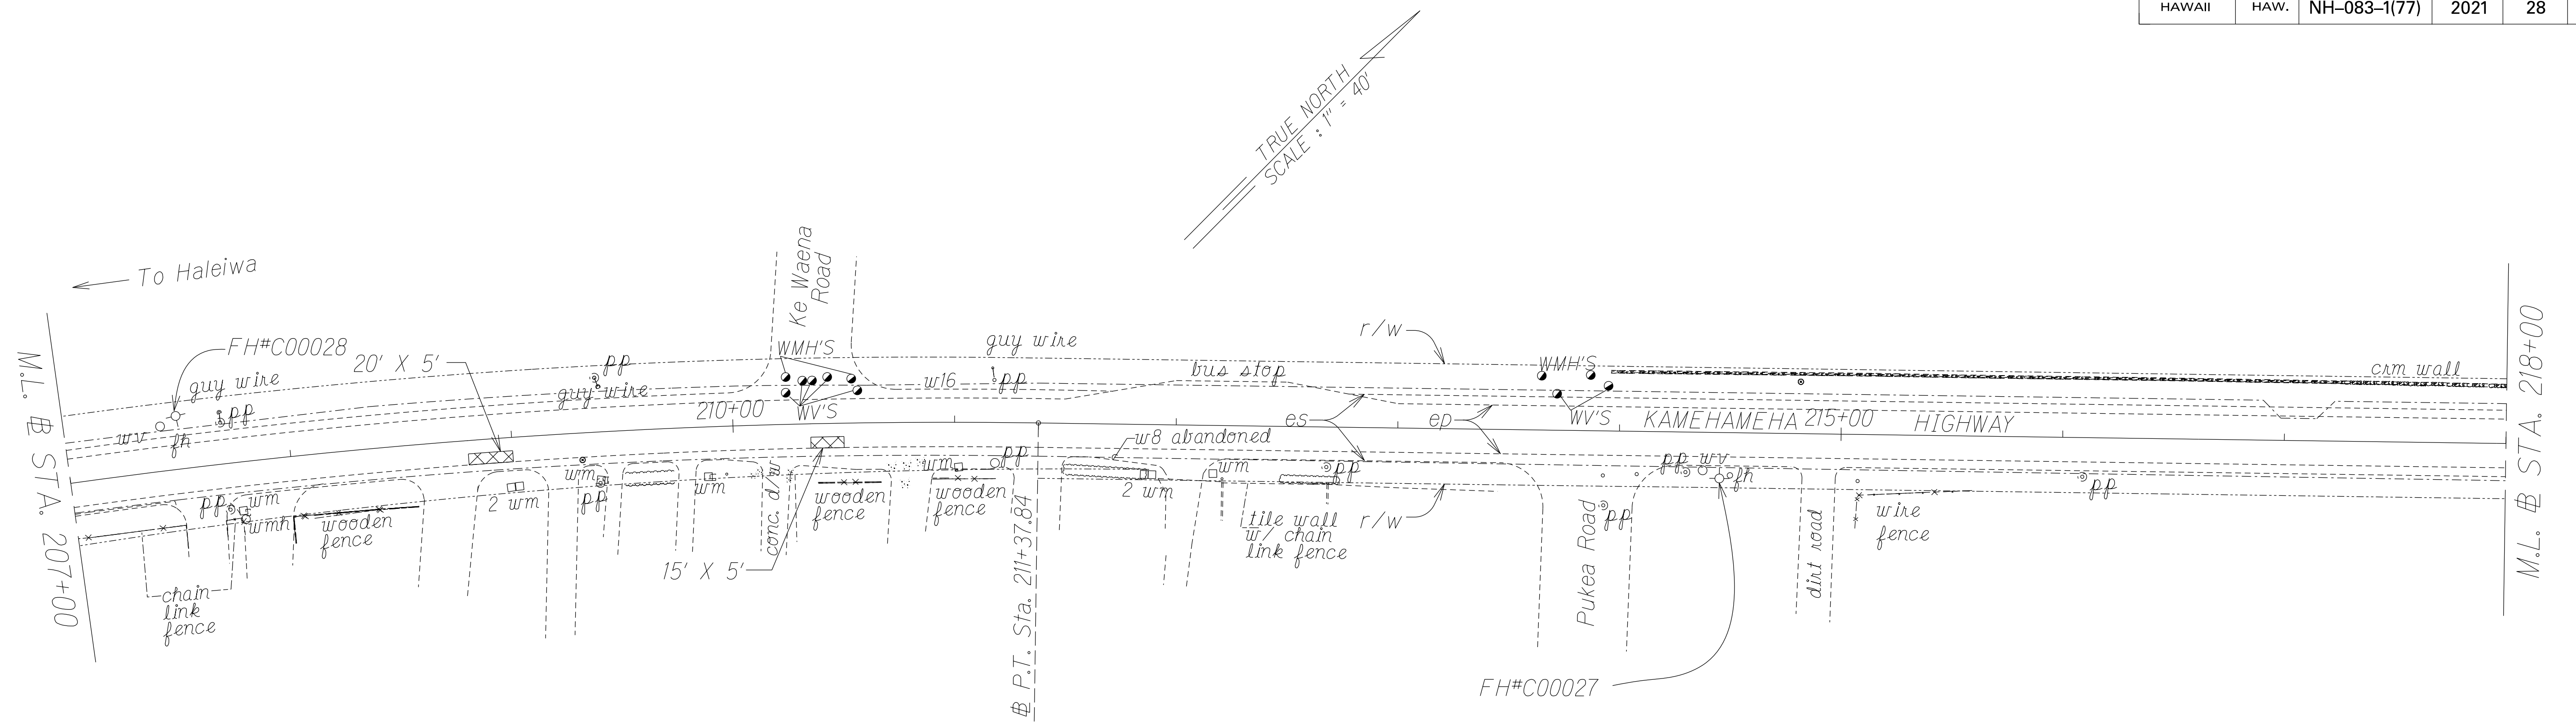 HAWAII HAW. NH-083-1(77) 2021 28
TRUE NORTH
SCALE : 1" = 40'
To Haleiwa
Ke Waena
Road
FH#C00028
20' X 5'
guy wire
pp
wv
fh
pp
guy wire
WMH'S
210+00
WV'S
w16
guy wire
pp
bus stop
r/w
es
ep
WMH'S
WV'S
KAMEHAMEHA 215+00 HIGHWAY
crm wall
M.L. B STA. 207+00
M.L. B STA. 218+00
pp
wm
wmh
wooden
fence
chain
link
fence
2 wm
wm
pp
wm
conc. d/w
15' X 5'
wooden
fence
wm
wooden
fence
pp
B P.T. Sta. 211+37.84
w8 abandoned
2 wm
wm
tile wall
w/ chain
link fence
pp
r/w
Pukea Road
pp
pp wv
fh
FH#C00027
dirt road
wire
fence
pp